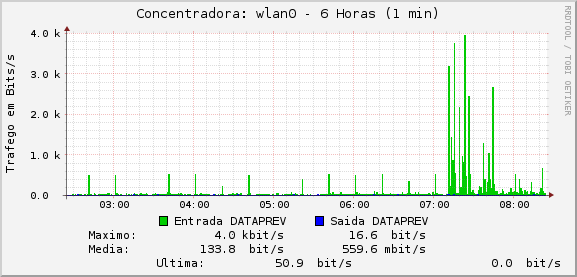 Concentradora: wlan0 - 6 Horas (1 min)
RRDTOOL / TOBI OETIKER
Trafego em Bits/s
4.0 k
3.0 k
2.0 k
1.0 k
0.0
03:00 04:00 05:00 06:00 07:00 08:00
Entrada DATAPREV Saida DATAPREV
Maximo: 4.0 kbit/s 16.6 bit/s
Media: 133.8 bit/s 559.6 mbit/s
Ultima: 50.9 bit/s 0.0 bit/s